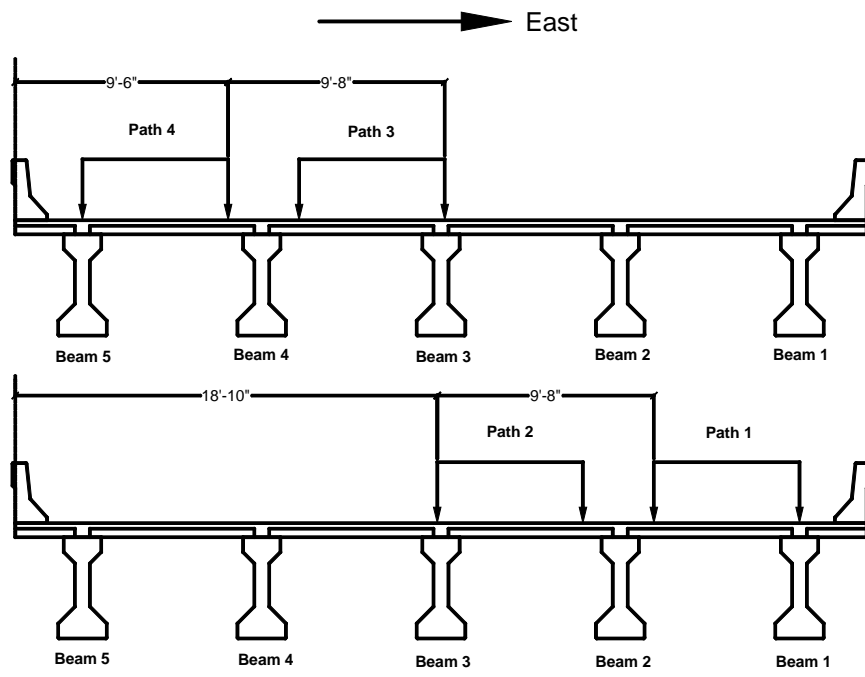 East
9'-6"
9'-8"
Path 4
Path 3
Beam 5
Beam 4
Beam 3
Beam 2
Beam 1
18'-10"
9'-8"
Path 2
Path 1
Beam 5
Beam 4
Beam 3
Beam 2
Beam 1